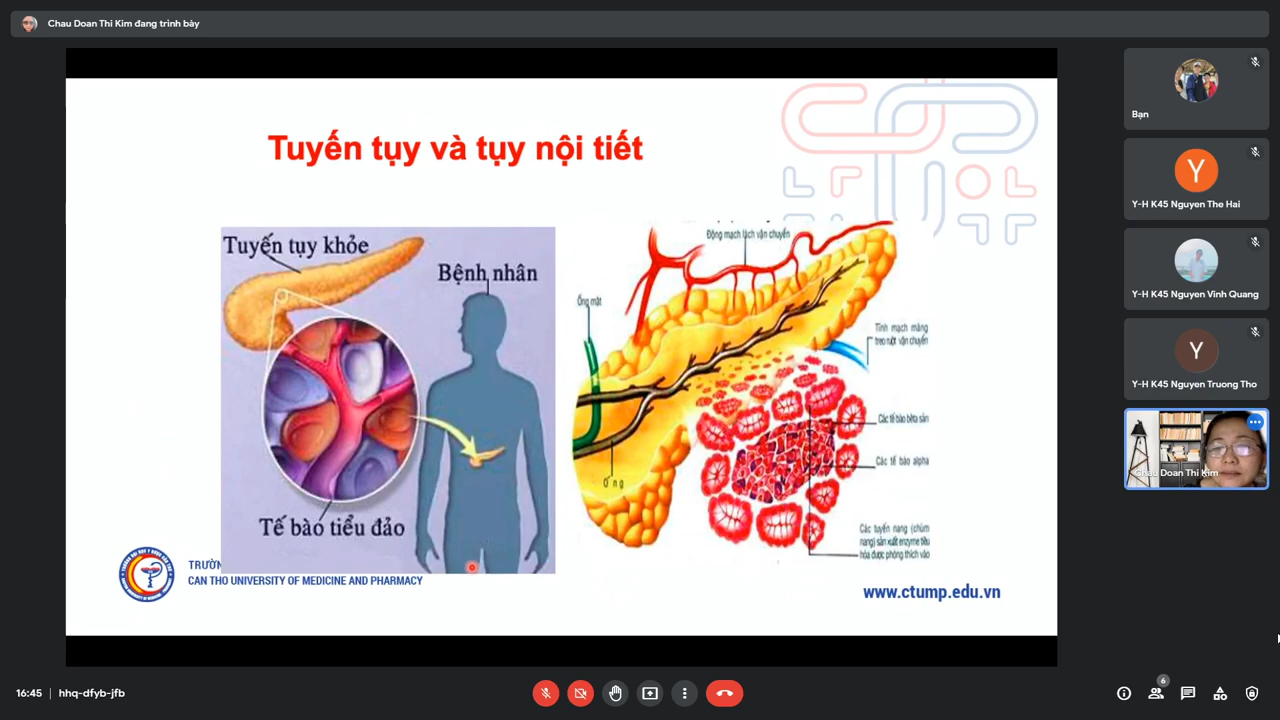 Chau Doan Thi Kim đang trình bày
Tuyến tụy và tụy nội tiết
Tuyến tụy khỏe
Bệnh nhân
Tế bào tiểu đảo
Động mạch lách vận chuyển
Ống mật
Tĩnh mạch màng
treo ruột vận chuyển
Các tế bào bêta sản
Các tế bào alpha
Ống
Các tuyến nang (chùm
nang) sản xuất enzyme tiêu
hóa được phóng thích vào
TRƯỜN
CAN THO UNIVERSITY OF MEDICINE AND PHARMACY
www.ctump.edu.vn
Bạn
Y
Y-H K45 Nguyen The Hai
Y-H K45 Nguyen Vinh Quang
Y
Y-H K45 Nguyen Truong Tho
Chau Doan Thi Kim
16:45 | hhq-dfyb-jfb
6